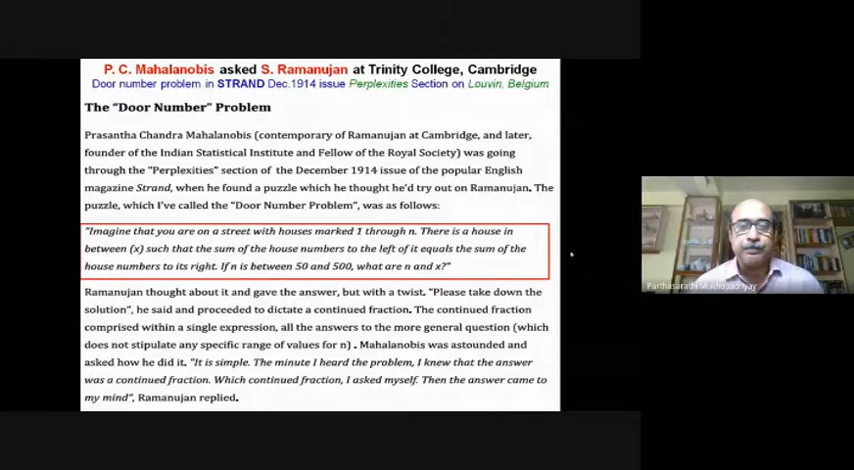 P. C. Mahalanobis asked S. Ramanujan at Trinity College, Cambridge
Door number problem in STRAND Dec.1914 issue Perplexities Section on Louvin, Belgium
The “Door Number” Problem
Prasantha Chandra Mahalanobis (contemporary of Ramanujan at Cambridge, and later,
founder of the Indian Statistical Institute and Fellow of the Royal Society) was going
through the “Perplexities” section of the December 1914 issue of the popular English
magazine Strand, when he found a puzzle which he thought he’d try out on Ramanujan. The
puzzle, which I’ve called the “Door Number Problem”, was as follows:
“Imagine that you are on a street with houses marked 1 through n. There is a house in
between (x) such that the sum of the house numbers to the left of it equals the sum of the
house numbers to its right. If n is between 50 and 500, what are n and x?”
Ramanujan thought about it and gave the answer, but with a twist. “Please take down the
solution”, he said and proceeded to dictate a continued fraction. The continued fraction
comprised within a single expression, all the answers to the more general question (which
does not stipulate any specific range of values for n) . Mahalanobis was astounded and
asked how he did it. “It is simple. The minute I heard the problem, I knew that the answer
was a continued fraction. Which continued fraction, I asked myself. Then the answer came to
my mind”, Ramanujan replied.
Parthasarathi Mukhopadhyay